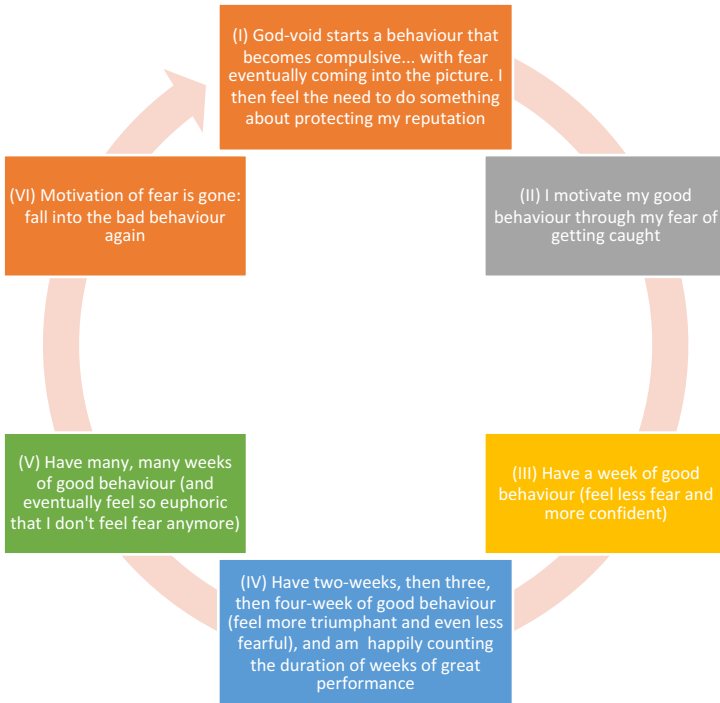 (I) God-void starts a behaviour that
becomes compulsive... with fear
eventually coming into the picture. I
then feel the need to do something
about protecting my reputation
(II) I motivate my good
behaviour through my fear of
getting caught
(III) Have a week of good
behaviour (feel less fear and
more confident)
(IV) Have two-weeks, then three,
then four-week of good behaviour
(feel more triumphant and even less
fearful), and am happily counting
the duration of weeks of great
performance
(V) Have many, many weeks
of good behaviour (and
eventually feel so euphoric
that I don't feel fear anymore)
(VI) Motivation of fear is gone:
fall into the bad behaviour
again